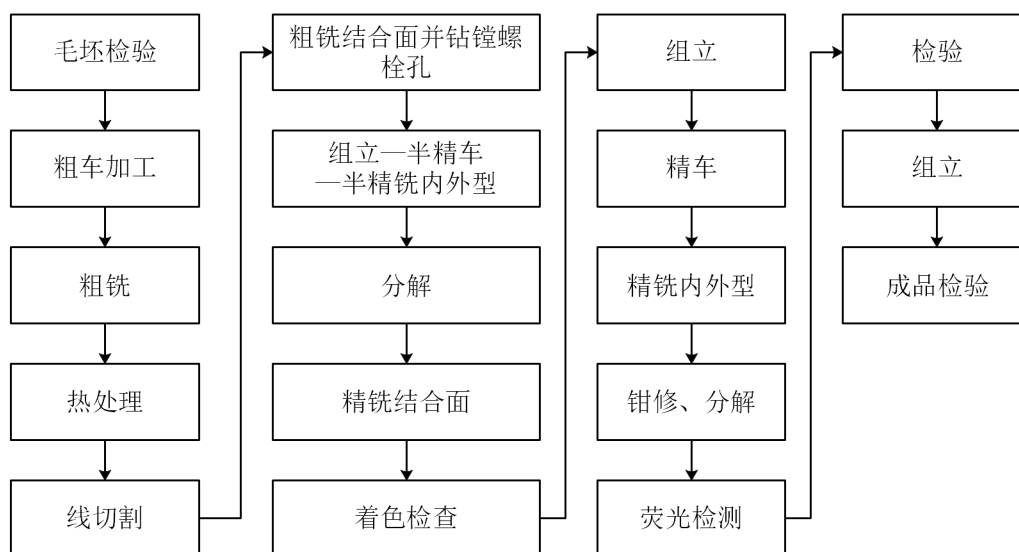 毛坯检验
粗车加工
粗铣
热处理
线切割
粗铣结合面并钻镗螺
栓孔
组立—半精车
—半精铣内外型
分解
精铣结合面
着色检查
组立
精车
精铣内外型
钳修、分解
荧光检测
检验
组立
成品检验